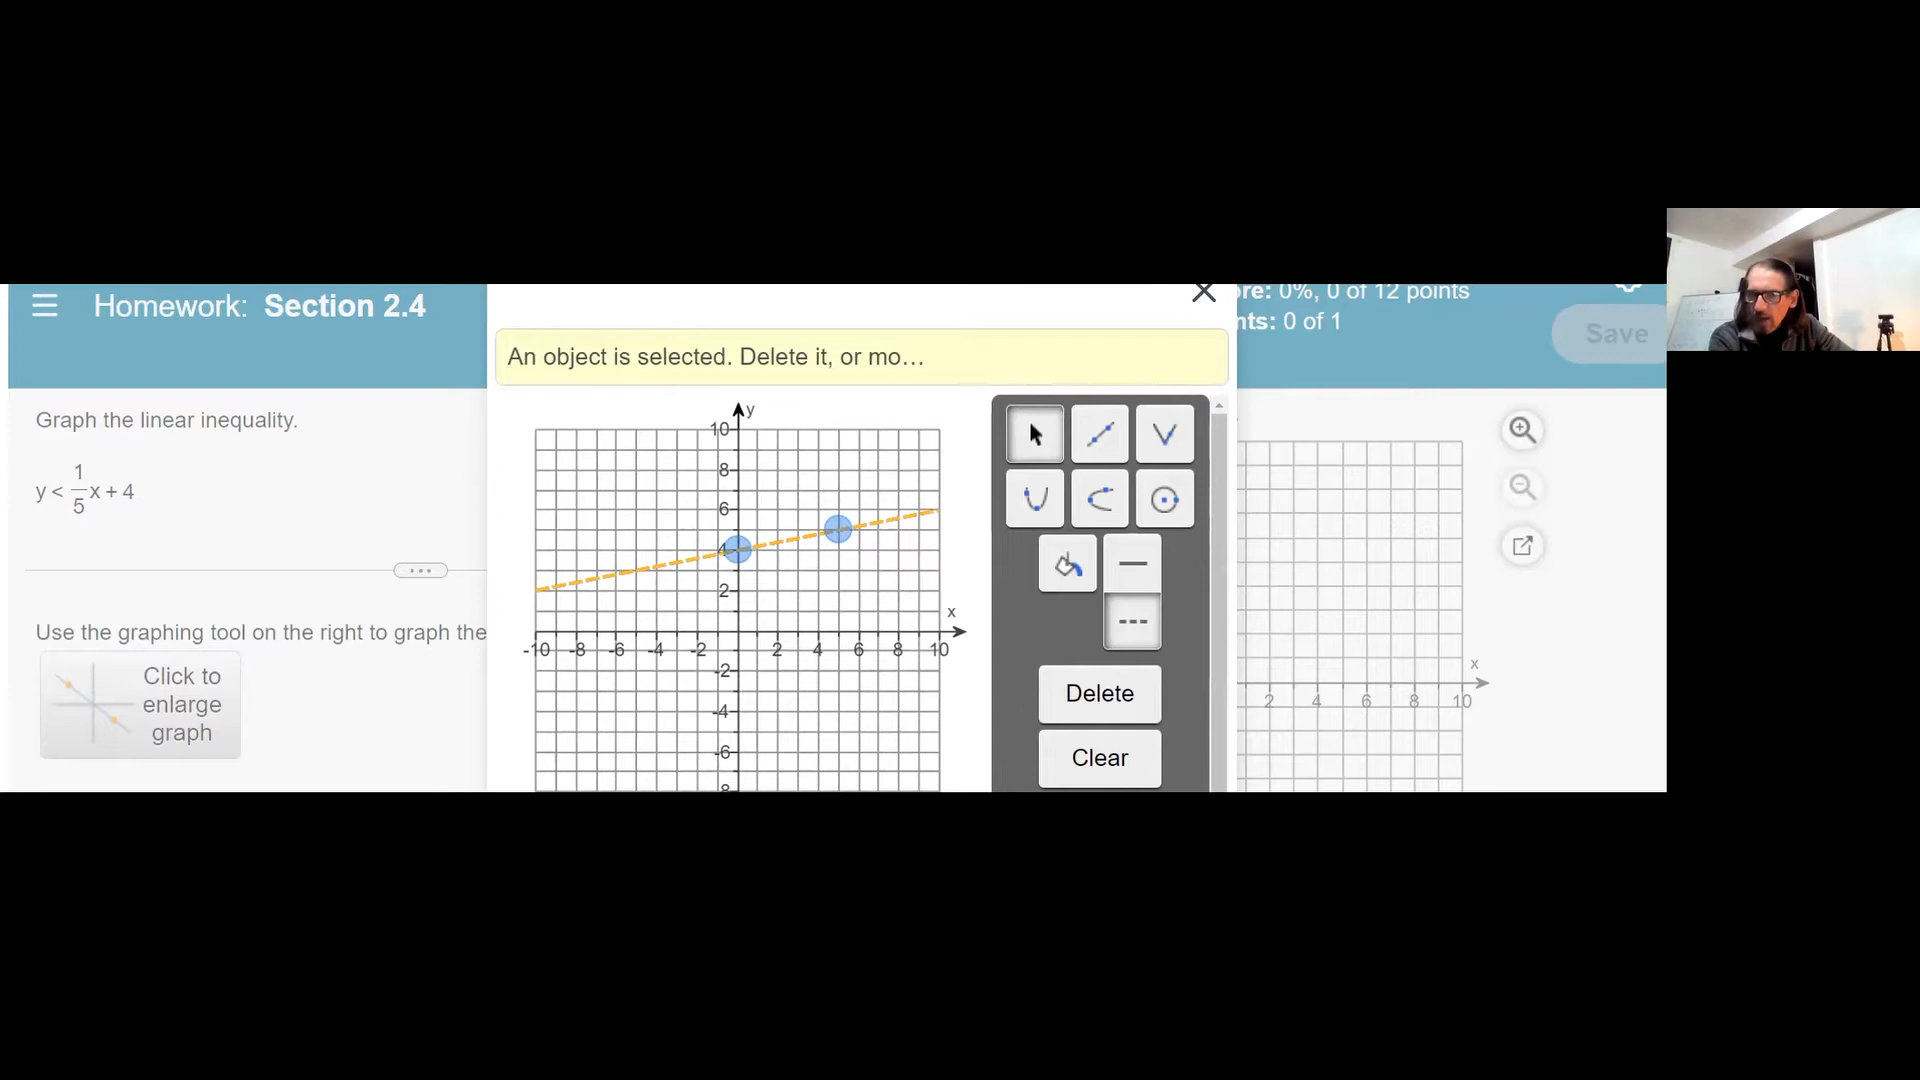 Homework: Section 2.4
ore: 0%, 0 of 12 points
nts: 0 of 1
Save
An object is selected. Delete it, or mo…
Graph the linear inequality.
y < 1/5 x + 4
Use the graphing tool on the right to graph the
Click to
enlarge
graph
y
10
8
6
4
2
x
-10 -8 -6 -4 -2 2 4 6 8 10
-2
-4
-6
8
Delete
Clear
x
2 4 6 8 10